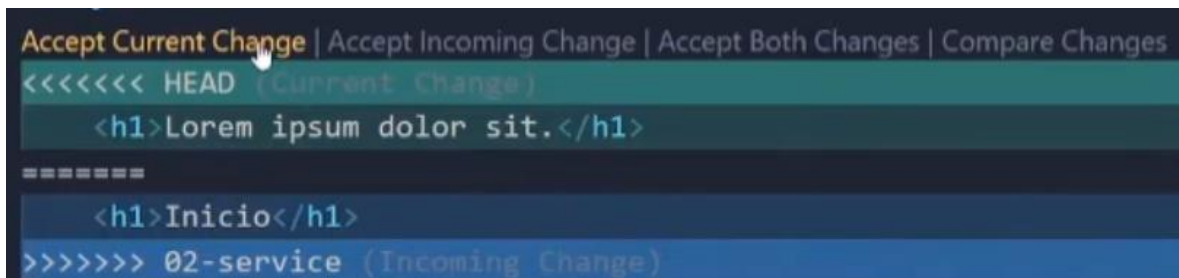 Accept Current Change | Accept Incoming Change | Accept Both Changes | Compare Changes
<<<<<<< HEAD (Current Change)
<h1>Lorem ipsum dolor sit.</h1>
=======
<h1>Inicio</h1>
>>>>>>> 02-service (Incoming Change)